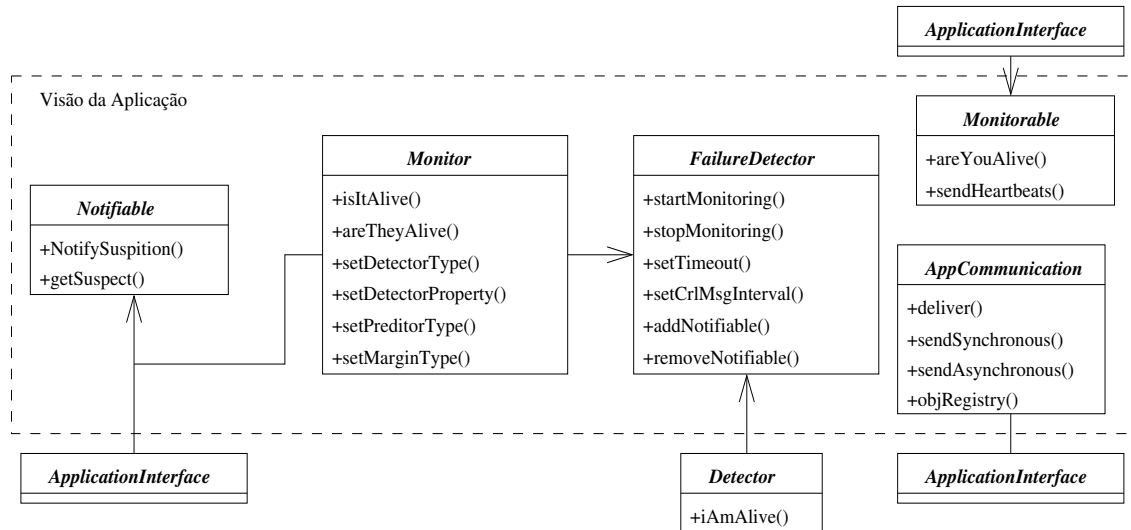 ApplicationInterface
Visão da Aplicação
Notifiable
+NotifySuspition()
+getSuspect()
Monitor
+isItAlive()
+areTheyAlive()
+setDetectorType()
+setDetectorProperty()
+setPreditorType()
+setMarginType()
FailureDetector
+startMonitoring()
+stopMonitoring()
+setTimeout()
+setCrlMsgInterval()
+addNotifiable()
+removeNotifiable()
Monitorable
+areYouAlive()
+sendHeartbeats()
AppCommunication
+deliver()
+sendSynchronous()
+sendAsynchronous()
+objRegistry()
ApplicationInterface
Detector
+iAmAlive()
ApplicationInterface